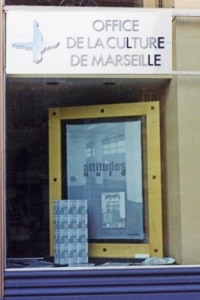 OFFICE
DE LA CULTURE
DE MARSEILLE
attitudes
nord